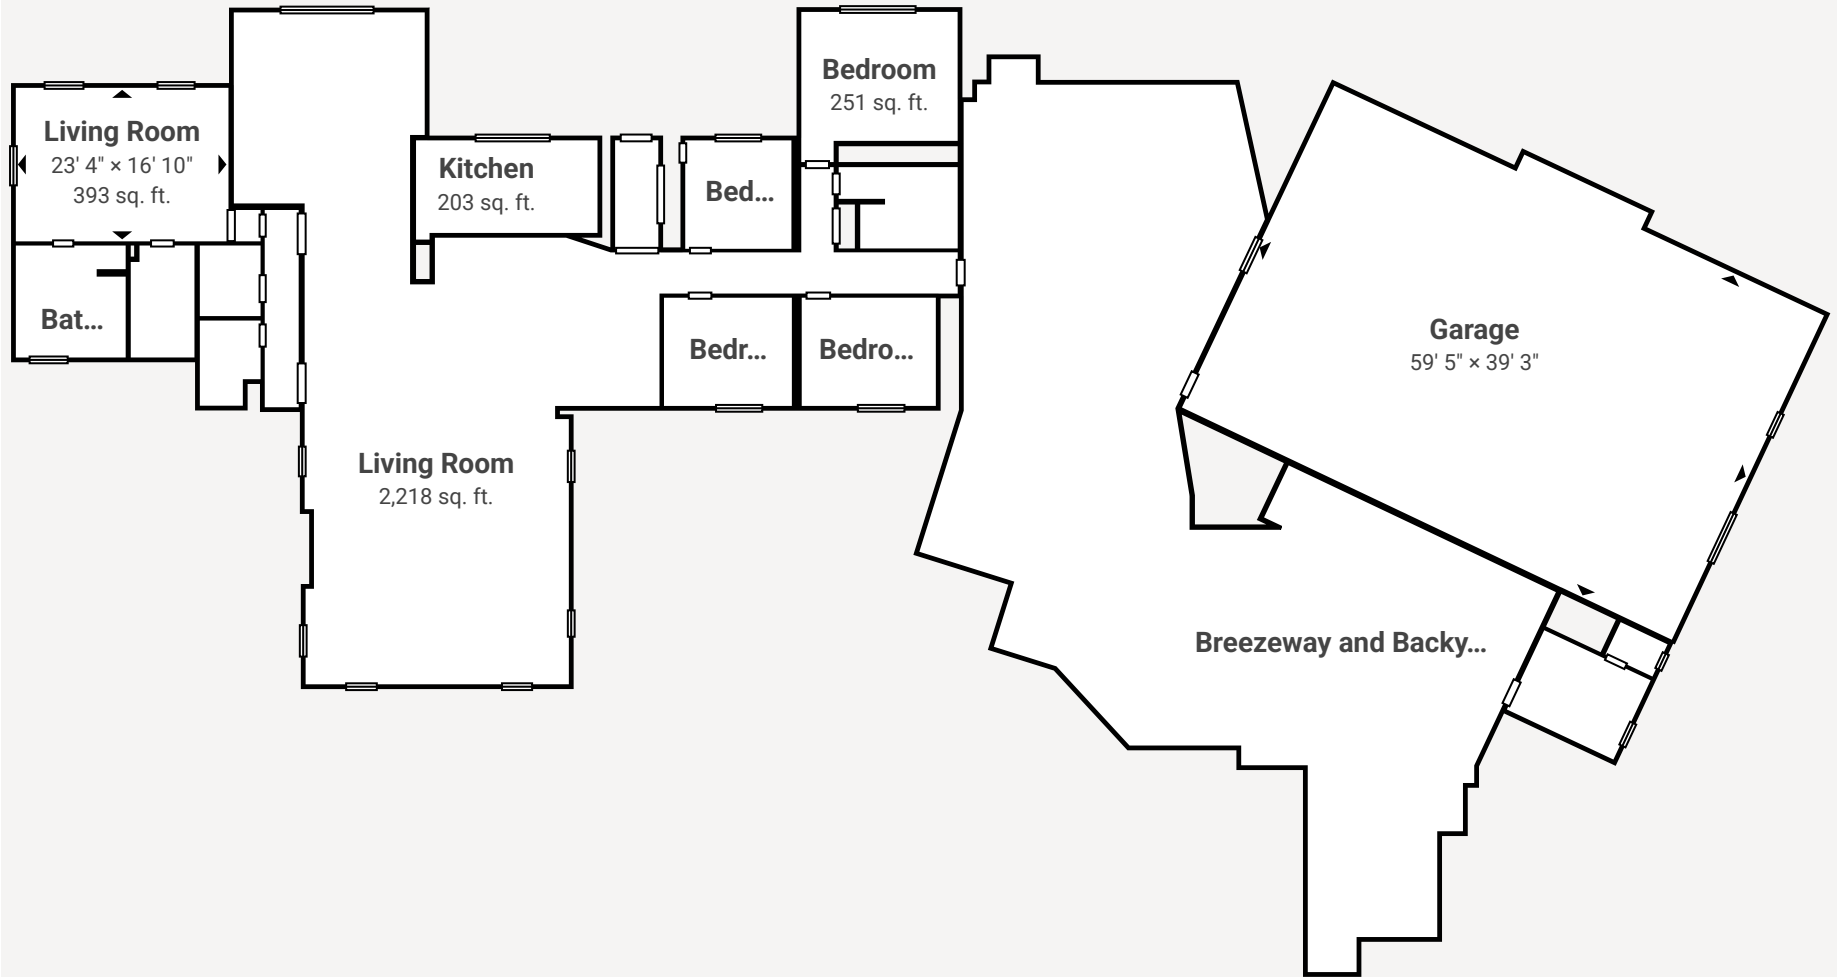 Bedroom
251 sq. ft.
Living Room
23' 4" × 16' 10"
393 sq. ft.
Kitchen
203 sq. ft.
Bed...
Bat...
Bedr...
Bedro...
Garage
59' 5" × 39' 3"
Living Room
2,218 sq. ft.
Breezeway and Backy...